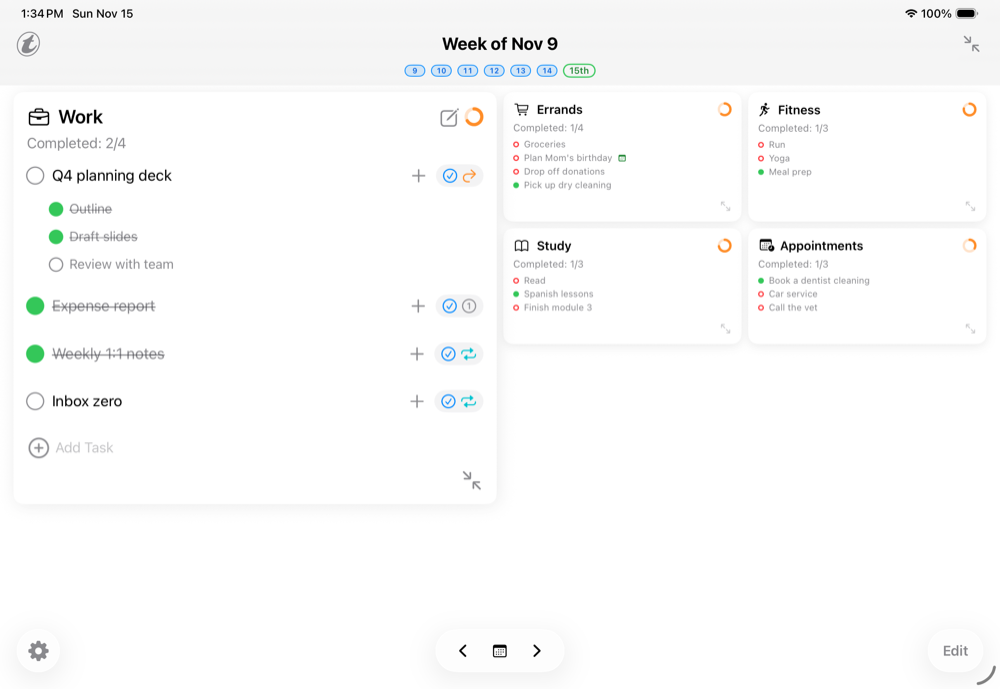 1:34 PM Sun Nov 15
100%
t
Week of Nov 9
9 10 11 12 13 14 15th
Work
Completed: 2/4
Q4 planning deck
Outline
Draft slides
Review with team
Expense report
1
Weekly 1:1 notes
Inbox zero
Add Task
Errands
Completed: 1/4
Groceries
Plan Mom's birthday
Drop off donations
Pick up dry cleaning
Fitness
Completed: 1/3
Run
Yoga
Meal prep
Study
Completed: 1/3
Read
Spanish lessons
Finish module 3
Appointments
Completed: 1/3
Book a dentist cleaning
Car service
Call the vet
Edit